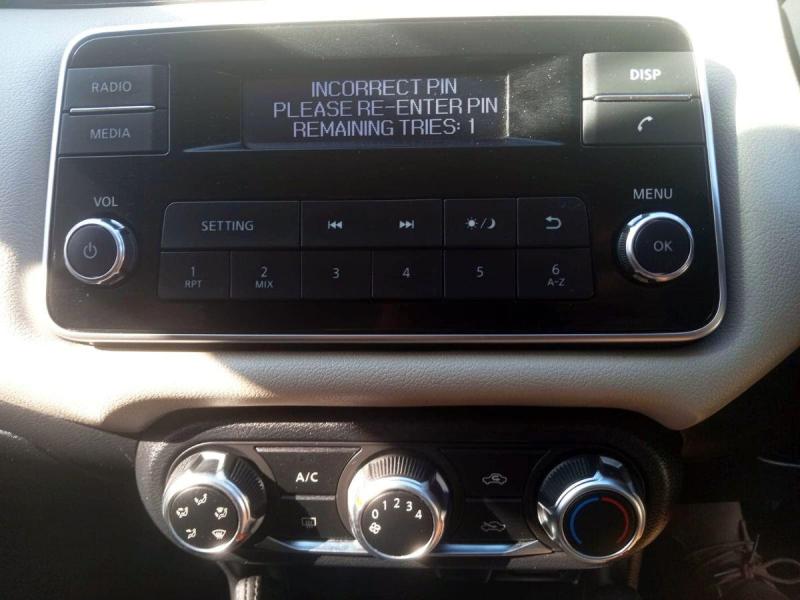 RADIO
MEDIA
INCORRECT PIN
PLEASE RE-ENTER PIN
REMAINING TRIES: 1
DISP
VOL
MENU
SETTING
OK
1
RPT
2
MIX
3
4
5
6
A-Z
A/C
0 1 2 3 4